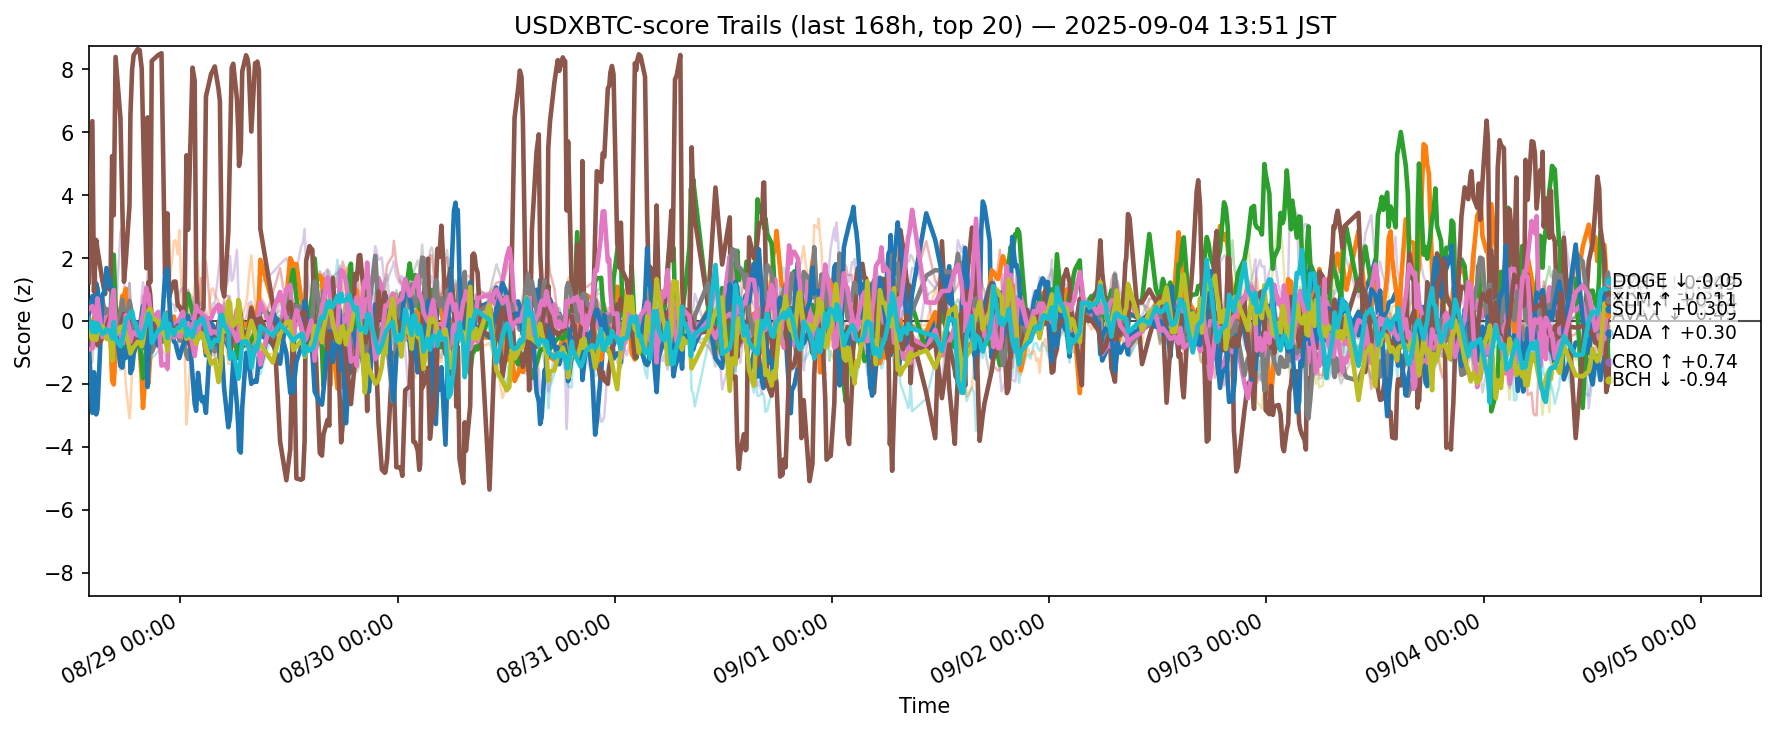 USDXBTC-score Trails (last 168h, top 20) — 2025-09-04 13:51 JST
Score (z)
8
6
4
2
0
−2
−4
−6
−8
DOGE ↓ -0.05
XLM ↑ +0.11
SUI ↑ +0.30
ADA ↑ +0.30
CRO ↑ +0.74
BCH ↓ -0.94
08/29 00:00
08/30 00:00
08/31 00:00
09/01 00:00
09/02 00:00
09/03 00:00
09/04 00:00
09/05 00:00
Time